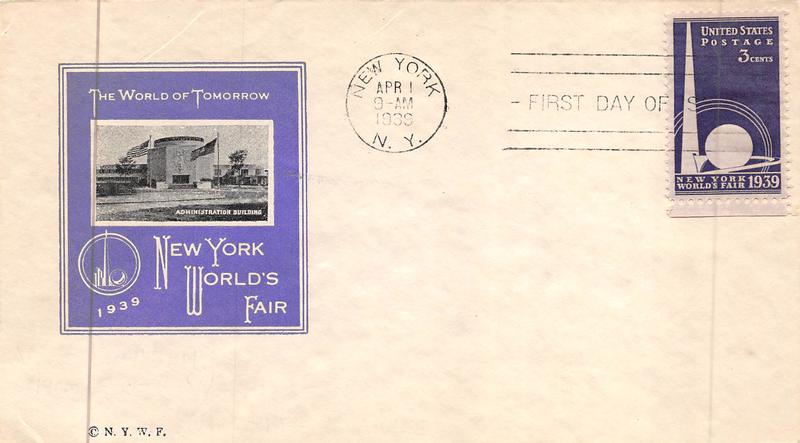 THE WORLD OF TOMORROW
ADMINISTRATION BUILDING
NEW YORK
WORLD'S
FAIR
1939
© N. Y. W. F.
NEW YORK
APR 1
9-AM
1939
N. Y.
FIRST DAY OF
UNITED STATES
POSTAGE
3 CENTS
NEW YORK
WORLD'S FAIR 1939